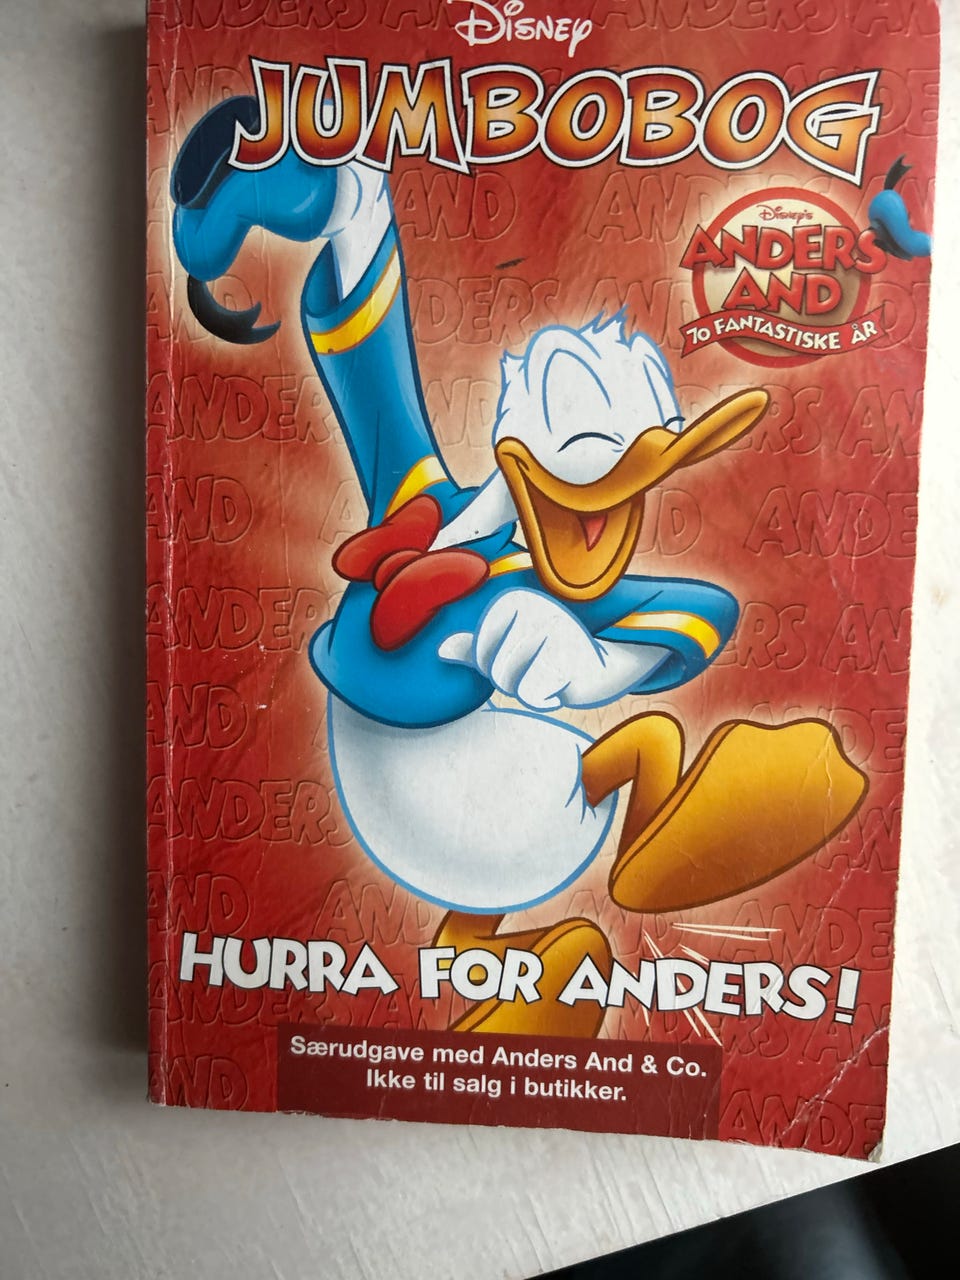 Disney
JUMBOBOG
Disney's
ANDERS
AND
70 FANTASTISKE ÅR
HURRA FOR ANDERS!
Særudgave med Anders And & Co.
Ikke til salg i butikker.